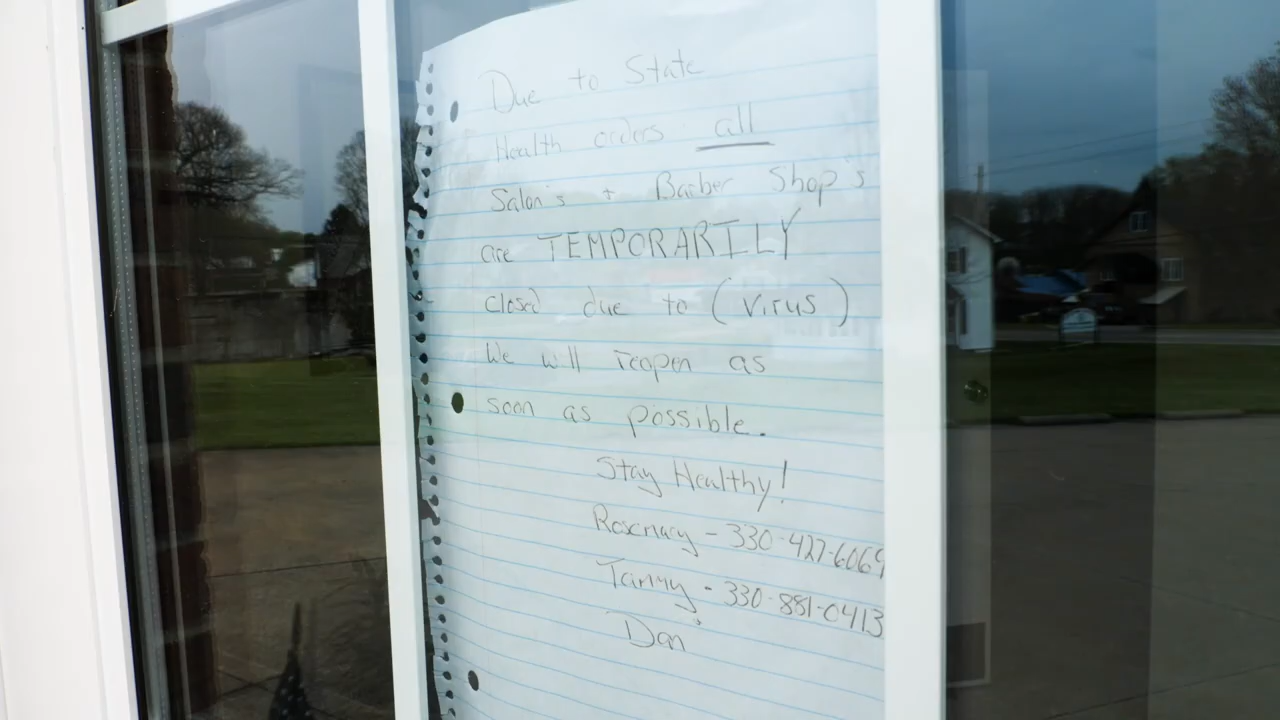 Due to State
Health orders all
Salon's + Barber Shop's
are TEMPORARILY
closed due to (virus)
We will reopen as
soon as possible.
Stay Healthy!
Rosemary - 330-427-6069
Tammy - 330-881-0413
Dan